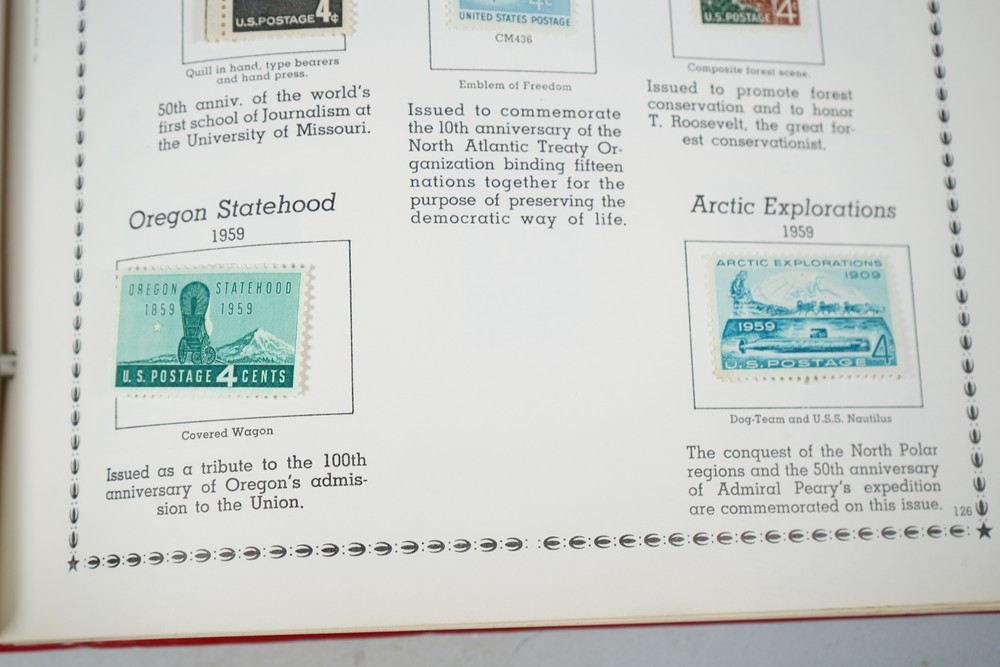 U.S.POSTAGE 4¢
Quill in hand, type bearers
and hand press.
50th anniv. of the world's
first school of Journalism at
the University of Missouri.
4¢
UNITED STATES POSTAGE
CM436
Emblem of Freedom
Issued to commemorate
the 10th anniversary of the
North Atlantic Treaty Or-
ganization binding fifteen
nations together for the
purpose of preserving the
democratic way of life.
U.S. POSTAGE 4¢
Composite forest scene.
Issued to promote forest
conservation and to honor
T. Roosevelt, the great for-
est conservationist.
Oregon Statehood
1959
OREGON STATEHOOD
1859 1959
U.S. POSTAGE 4 CENTS
Covered Wagon
Issued as a tribute to the 100th
anniversary of Oregon's admis-
sion to the Union.
Arctic Explorations
1959
ARCTIC EXPLORATIONS
1909
1959
4¢
U.S. POSTAGE
Dog-Team and U.S.S. Nautilus
The conquest of the North Polar
regions and the 50th anniversary
of Admiral Peary's expedition
are commemorated on this issue.
126